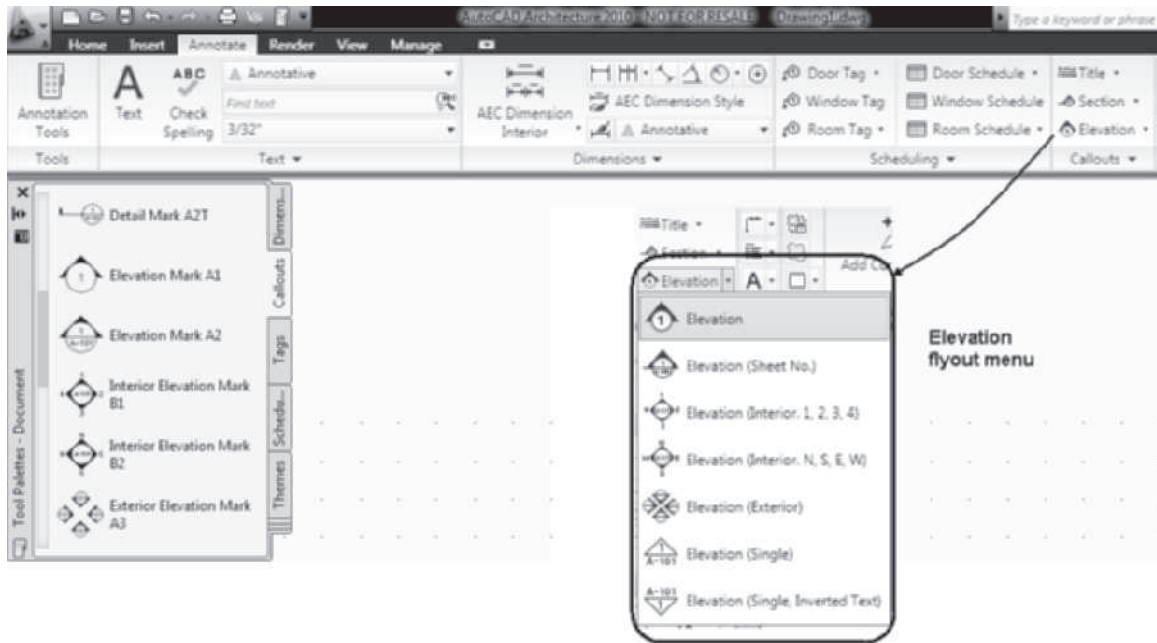 AutoCAD Architecture 2010 NOT FOR RESALE Drawing1.dwg
Type a keyword or phrase
Home Insert Annotate Render View Manage
Annotation Tools
Text
ABC
Check Spelling
Annotative
Find text
3/32"
AEC Dimension Interior
AEC Dimension Style
Annotative
Door Tag
Window Tag
Room Tag
Door Schedule
Window Schedule
Room Schedule
Title
Section
Elevation
Tools
Text
Dimensions
Scheduling
Callouts
Tool Palettes - Document
Detail Mark A2T
Elevation Mark A1
Elevation Mark A2
Interior Elevation Mark
B1
Interior Elevation Mark
B2
Exterior Elevation Mark
A3
Dimens...
Callouts
Tags
Schedu...
Themes
Title
Section
Elevation
A
Elevation
Elevation (Sheet No.)
Elevation (Interior. 1, 2, 3, 4)
Elevation (Interior. N, S, E, W)
Elevation (Exterior)
A-101
Elevation (Single)
A-101
Elevation (Single, Inverted Text)
Elevation
flyout menu